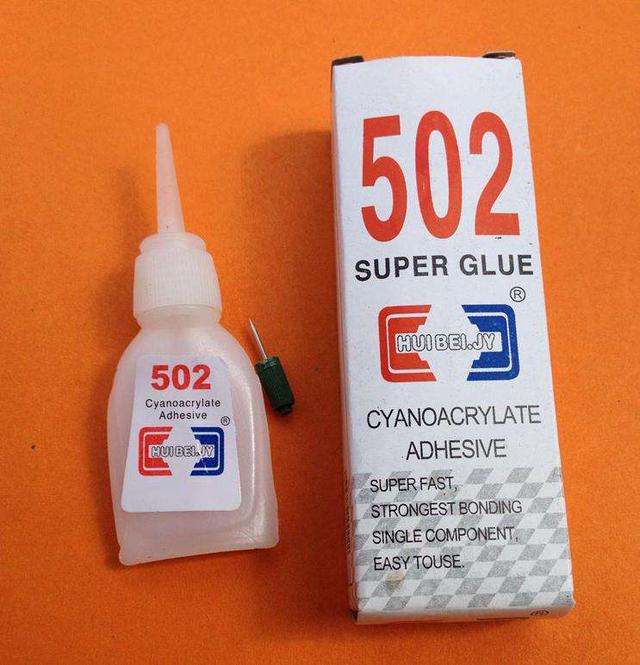 502
Cyanoacrylate
Adhesive
®
HUI BEI.JY
502
SUPER GLUE
®
HUI BEI.JY
CYANOACRYLATE
ADHESIVE
SUPER FAST,
STRONGEST BONDING
SINGLE COMPONENT,
EASY TOUSE.
®